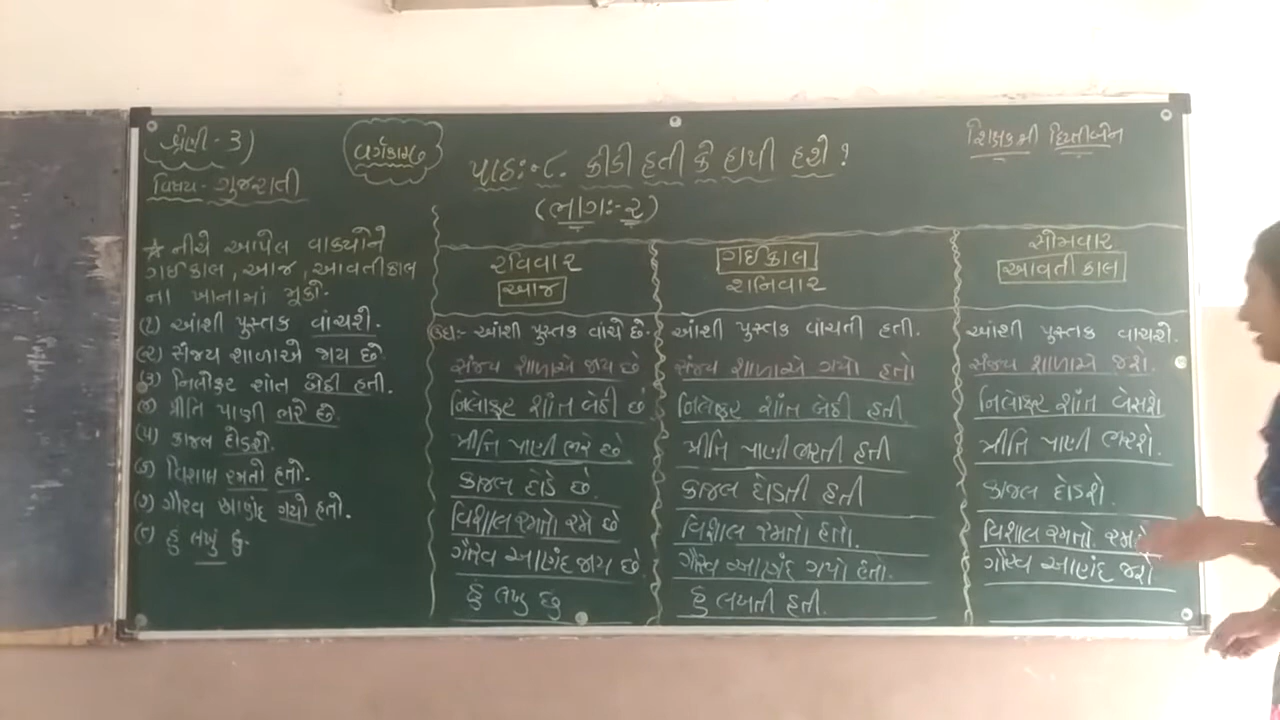 શ્રેણી - 3)
વિષય - ગુજરાતી
વર્ગકામ
પાઠઃ-૮. કીડી હતી કે હાથી હશે ?
(ભાગઃ-૨)
શિક્ષકશ્રી
☆ નીચે આપેલ વાક્યોને
ગઈકાલ, આજ, આવતીકાલ
ના ખાનામાં મૂકો.
(૧) આંશી પુસ્તક વાંચશે.
(૨) સંજય શાળાએ જાય છે
(૩) નિલોફર શાંત બેઠી હતી.
(૪) પ્રીતિ પાણી ભરે છે
(૫) કાજલ દોડશે.
(૬) વિશાલ રમતો હતો.
(૭) ગૌરવ આણંદ ગયો હતો.
(૮) હું લખું છું.
રવિવાર
આજ
ઉદાઃ- આંશી પુસ્તક વાંચે છે.
સંજય શાળાએ જાય છે
નિલોફર શાંત બેઠી છે
પ્રીતિ પાણી ભરે છે
કાજલ દોડે છે.
વિશાલ રમતો રમે છે
ગૌરવ આણંદ જાય છે.
હું લખુ છુ
ગઈકાલ
શનિવાર
આંશી પુસ્તક વાંચતી હતી.
સંજય શાળાએ ગયો હતો
નિલોફર શાંત બેઠી હતી
પ્રીતિ પાણી ભરતી હતી
કાજલ દોડતી હતી
વિશાલ રમતો હતો.
ગૌરવ આણંદ ગયો હતો.
હું લખતી હતી.
સોમવાર
આવતી કાલ
આંશી પુસ્તક વાંચશે.
સંજય શાળાએ જશે.
નિલોફર શાંત બેસશે
પ્રીતિ પાણી ભરશે.
કાજલ દોડશે.
વિશાલ રમતો
ગૌરવ આણંદ જશે